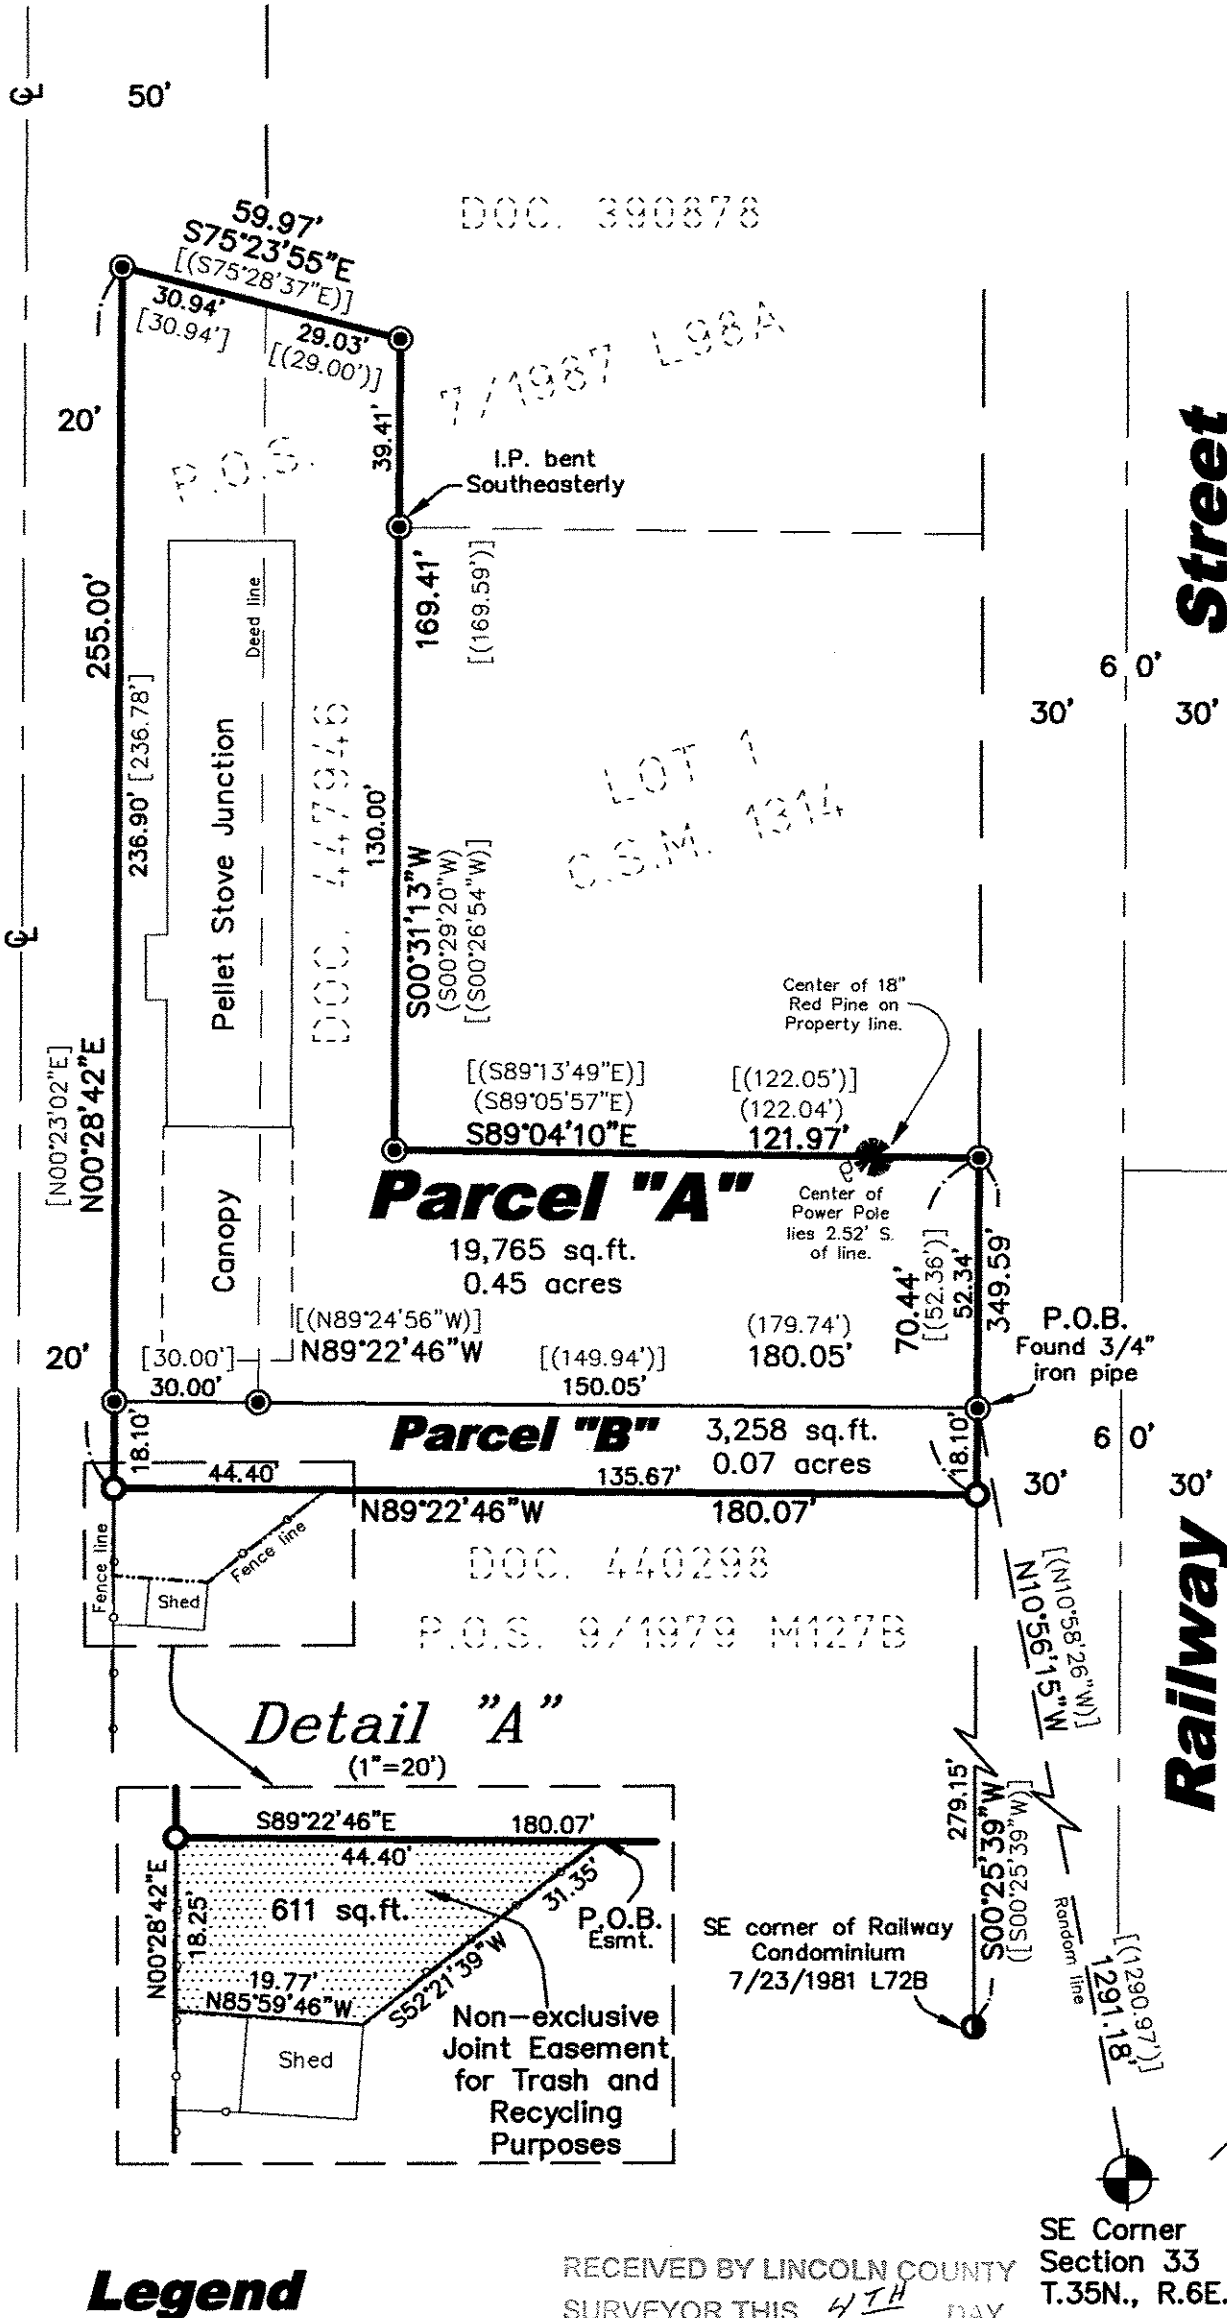 ℄
50'
DOC. 390878
59.97'
S75°23'55"E
[(S75°28'37"E)]
30.94'
[30.94']
29.03'
[(29.00')]
7/1987 L98A
P.O.S.
20'
39.41'
I.P. bent
Southeasterly
Street
255.00'
236.90' [236.78']
Deed line
169.41'
[(169.59')]
6 0'
30'
30'
Pellet Stove Junction
DOC. 447946
130.00'
LOT 1
C.S.M. 1314
℄
S00°31'13"W
(S00°29'20"W)
[(S00°26'54"W)]
Center of 18"
Red Pine on
Property line.
[N00°23'02"E]
N00°28'42"E
[(S89°13'49"E)]
(S89°05'57"E)
S89°04'10"E
[(122.05')]
(122.04')
121.97'
Parcel "A"
19,765 sq.ft.
0.45 acres
Canopy
Center of
Power Pole
lies 2.52' S.
of line.
70.44'
[(52.36')]
52.34'
349.59'
P.O.B.
Found 3/4"
iron pipe
20'
[(N89°24'56"W)]
N89°22'46"W
(179.74')
180.05'
[30.00']
30.00'
[(149.94')]
150.05'
18.10'
Parcel "B"
3,258 sq.ft.
0.07 acres
18.10'
6 0'
30'
30'
44.40'
135.67'
N89°22'46"W
180.07'
Fence line
Fence line
Shed
DOC. 440298
P.O.S. 9/1979 M127B
[(N10°58'26"W)]
N10°56'15"W
Railway
Detail "A"
(1"=20')
S89°22'46"E
180.07'
44.40'
N00°28'42"E
18.25'
611 sq.ft.
31.35'
P.O.B.
Esmt.
19.77'
N85°59'46"W
S52°21'39"W
Shed
Non-exclusive
Joint Easement
for Trash and
Recycling
Purposes
279.15'
S00°25'39"W
([S00°25'39"W)]
SE corner of Railway
Condominium
7/23/1981 L72B
Random line
1291.18'
[(1290.97')]
SE Corner
Section 33
T.35N., R.6E.
Legend
RECEIVED BY LINCOLN COUNTY
SURVEYOR THIS 4TH DAY